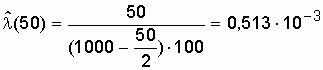 λ̂(50) = 50 / ((1000 − 50/2) · 100) = 0,513 · 10⁻³